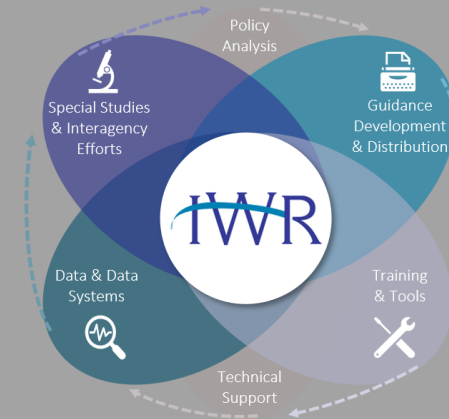 Policy
Analysis
Special Studies
& Interagency
Efforts
Guidance
Development
& Distribution
IWR
Data & Data
Systems
Training
& Tools
Technical
Support